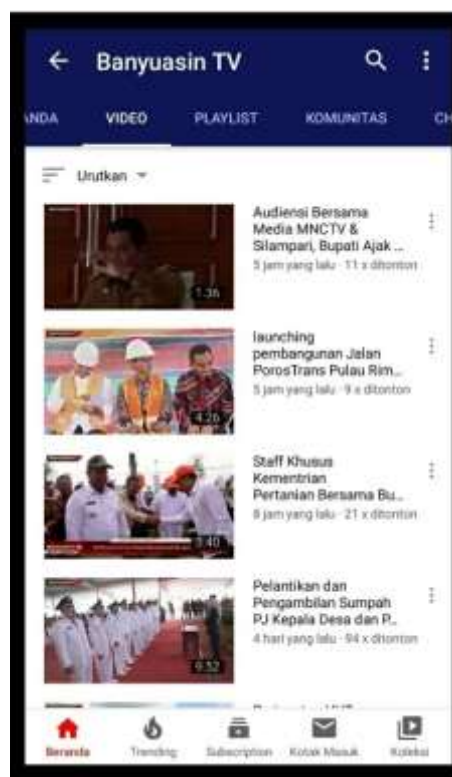 Banyuasin TV
ANDA VIDEO PLAYLIST KOMUNITAS CH
Urutkan
Audiensi Bersama
Media MNCTV &
Silampari, Bupati Ajak ...
5 jam yang lalu · 11 x ditonton
1:36
launching
pembangunan Jalan
PorosTrans Pulau Rim...
5 jam yang lalu · 9 x ditonton
4:26
Staff Khusus
Kementrian
Pertanian Bersama Bu...
8 jam yang lalu · 21 x ditonton
3:40
Pelantikan dan
Pengambilan Sumpah
PJ Kepala Desa dan P...
4 hari yang lalu · 94 x ditonton
9:52
Beranda Trending Subscription Kotak Masuk Koleksi